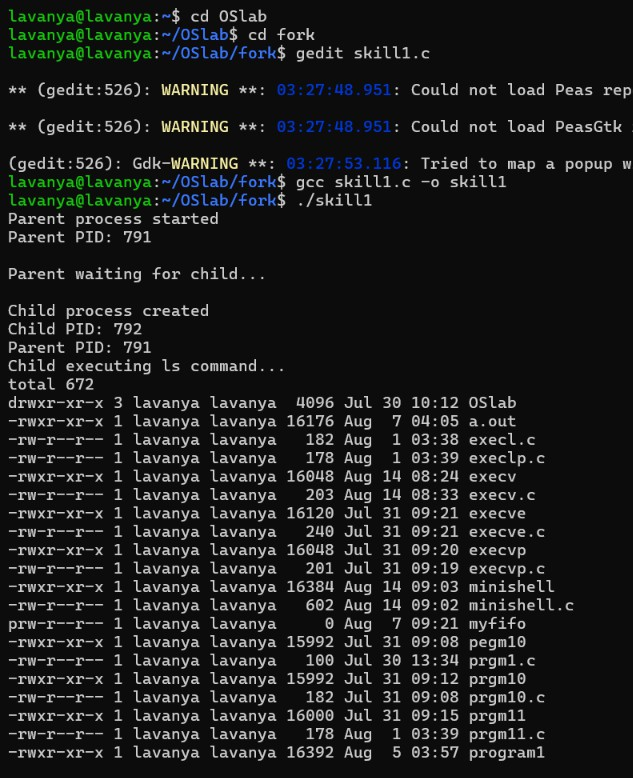 lavanya@lavanya:~$ cd OSlab
lavanya@lavanya:~/OSlab$ cd fork
lavanya@lavanya:~/OSlab/fork$ gedit skill1.c

** (gedit:526): WARNING **: 03:27:48.951: Could not load Peas rep

** (gedit:526): WARNING **: 03:27:48.951: Could not load PeasGtk

(gedit:526): Gdk-WARNING **: 03:27:53.116: Tried to map a popup w
lavanya@lavanya:~/OSlab/fork$ gcc skill1.c -o skill1
lavanya@lavanya:~/OSlab/fork$ ./skill1
Parent process started
Parent PID: 791

Parent waiting for child...

Child process created
Child PID: 792
Parent PID: 791
Child executing ls command...
total 672
drwxr-xr-x 3 lavanya lavanya  4096 Jul 30 10:12 OSlab
-rwxr-xr-x 1 lavanya lavanya 16176 Aug  7 04:05 a.out
-rw-r--r-- 1 lavanya lavanya   182 Aug  1 03:38 execl.c
-rw-r--r-- 1 lavanya lavanya   178 Aug  1 03:39 execlp.c
-rwxr-xr-x 1 lavanya lavanya 16048 Aug 14 08:24 execv
-rw-r--r-- 1 lavanya lavanya   203 Aug 14 08:33 execv.c
-rwxr-xr-x 1 lavanya lavanya 16120 Jul 31 09:21 execve
-rw-r--r-- 1 lavanya lavanya   240 Jul 31 09:21 execve.c
-rwxr-xr-x 1 lavanya lavanya 16048 Jul 31 09:20 execvp
-rw-r--r-- 1 lavanya lavanya   201 Jul 31 09:19 execvp.c
-rwxr-xr-x 1 lavanya lavanya 16384 Aug 14 09:03 minishell
-rw-r--r-- 1 lavanya lavanya   602 Aug 14 09:02 minishell.c
prw-r--r-- 1 lavanya lavanya     0 Aug  7 09:21 myfifo
-rwxr-xr-x 1 lavanya lavanya 15992 Jul 31 09:08 pegm10
-rw-r--r-- 1 lavanya lavanya   100 Jul 30 13:34 prgm1.c
-rwxr-xr-x 1 lavanya lavanya 15992 Jul 31 09:12 prgm10
-rw-r--r-- 1 lavanya lavanya   182 Jul 31 09:08 prgm10.c
-rwxr-xr-x 1 lavanya lavanya 16000 Jul 31 09:15 prgm11
-rw-r--r-- 1 lavanya lavanya   178 Aug  1 03:39 prgm11.c
-rwxr-xr-x 1 lavanya lavanya 16392 Aug  5 03:57 program1